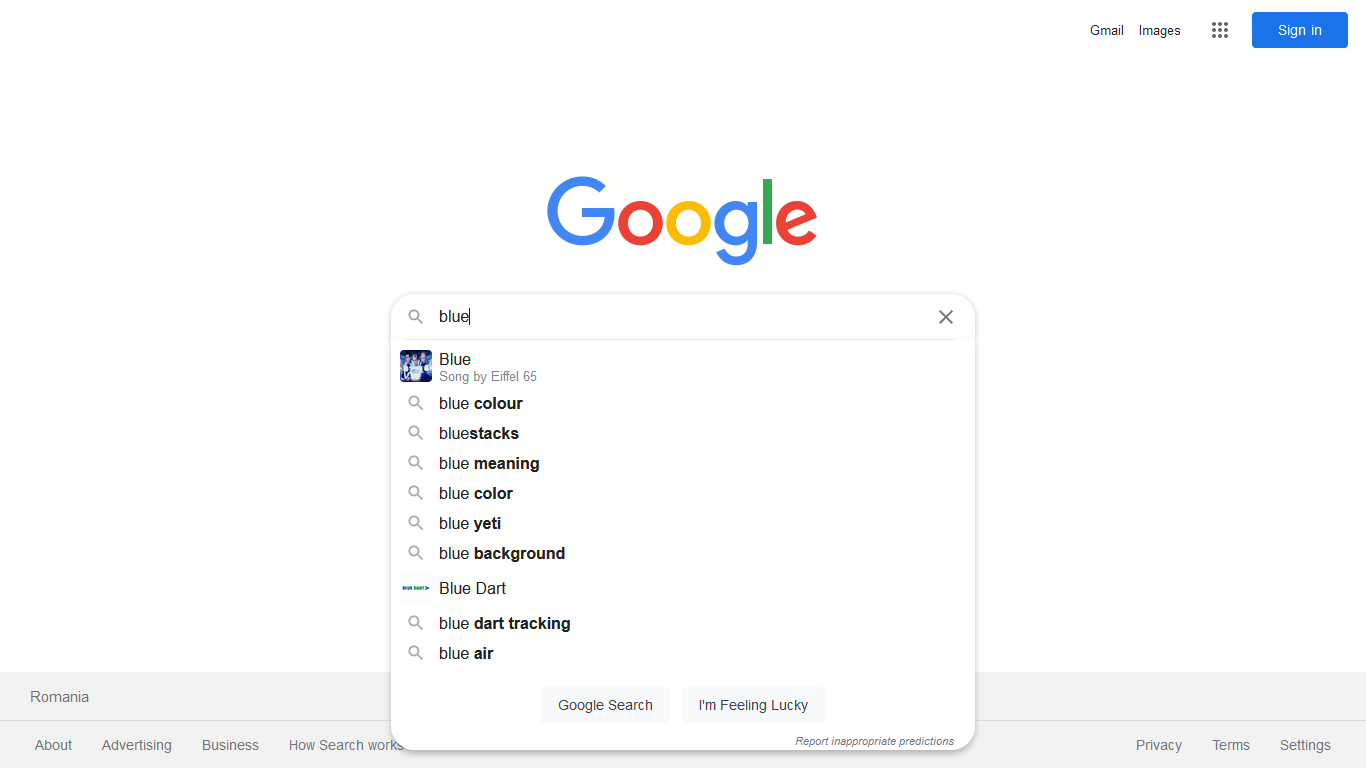 Gmail Images Sign in
Google
blue
Blue
Song by Eiffel 65
blue colour
bluestacks
blue meaning
blue color
blue yeti
blue background
BLUE DART
Blue Dart
blue dart tracking
blue air
Google Search I'm Feeling Lucky
Report inappropriate predictions
Romania
About Advertising Business How Search works Privacy Terms Settings